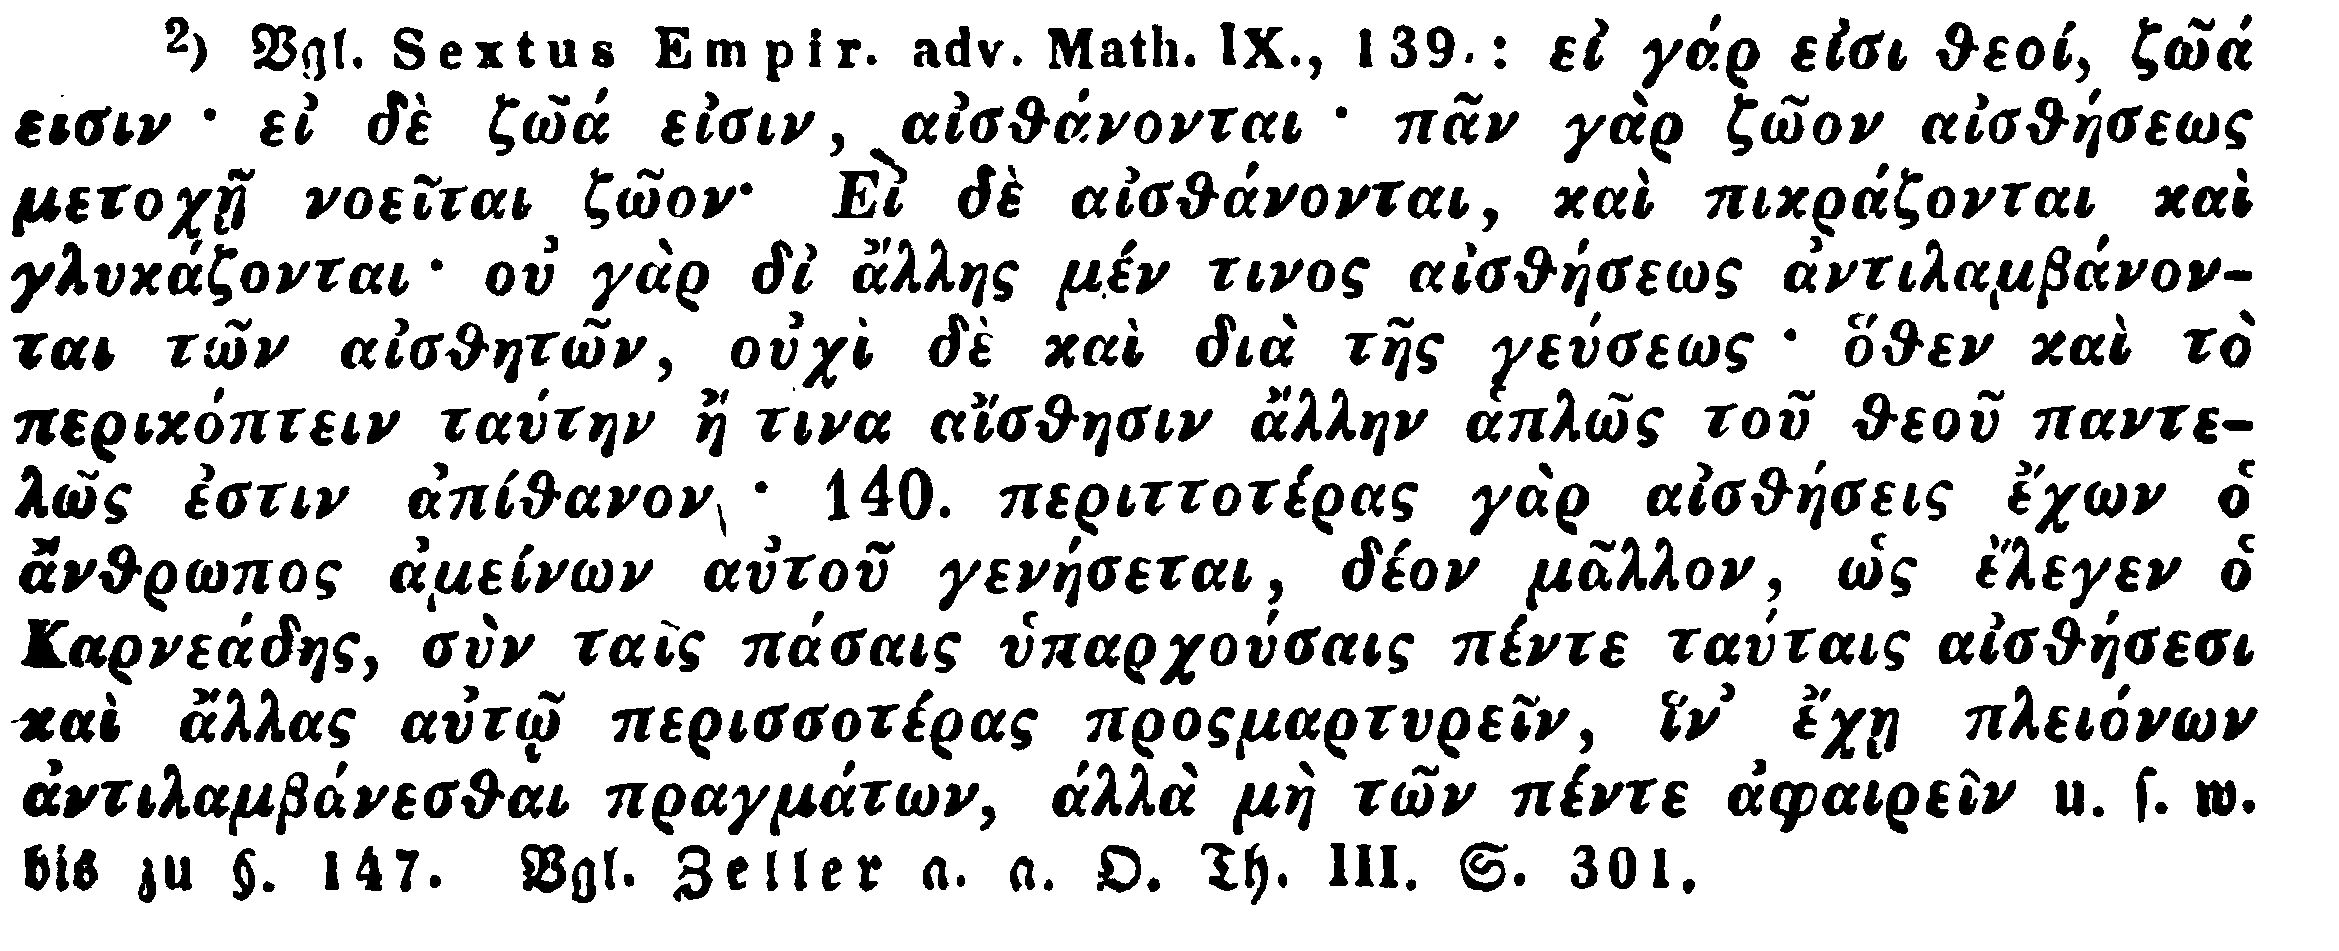 ²) Vgl. Sextus Empir. adv. Math. IX., 139.: εἰ γάρ εἰσι θεοί, ζῶά
εισιν · εἰ δὲ ζῶά εἰσιν, αἰσθάνονται · πᾶν γὰρ ζῶον αἰσθήσεως
μετοχῇ νοεῖται ζῶον· Εἰ δὲ αἰσθάνονται, καὶ πικράζονται καὶ
γλυκάζονται · οὐ γὰρ δἰ ἄλλης μέν τινος αἰσθήσεως ἀντιλαμβάνον-
ται τῶν αἰσθητῶν, οὐχὶ δὲ καὶ διὰ τῆς γεύσεως · ὅθεν καὶ τὸ
περικόπτειν ταύτην ἤ τινα αἴσθησιν ἄλλην ἁπλῶς τοῦ θεοῦ παντε-
λῶς ἐστιν ἀπίθανον · 140. περιττοτέρας γὰρ αἰσθήσεις ἔχων ὁ
ἄνθρωπος ἀμείνων αὐτοῦ γενήσεται, δέον μᾶλλον, ὡς ἔλεγεν ὁ
Καρνεάδης, σὺν ταῖς πάσαις ὑπαρχούσαις πέντε ταύταις αἰσθήσεσι
καὶ ἄλλας αὐτῷ περισσοτέρας προςμαρτυρεῖν, ἵν’ ἔχῃ πλειόνων
ἀντιλαμβάνεσθαι πραγμάτων, ἀλλὰ μὴ τῶν πέντε ἀφαιρεῖν u. s. w.
bis zu §. 147. Vgl. Zeller a. a. O. Th. III. S. 301.